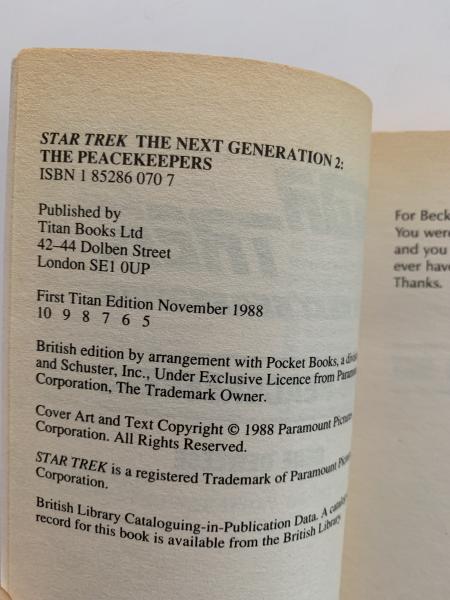 STAR TREK THE NEXT GENERATION 2:
THE PEACEKEEPERS
ISBN 1 85286 070 7
Published by
Titan Books Ltd
42–44 Dolben Street
London SE1 0UP
First Titan Edition November 1988
10 9 8 7 6 5
British edition by arrangement with Pocket Books, a
and Schuster, Inc., Under Exclusive Licence from
Corporation, The Trademark Owner.
Cover Art and Text Copyright © 1988 Paramount Pictures
Corporation. All Rights Reserved.
STAR TREK is a registered Trademark of Paramount
Corporation.
British Library Cataloguing-in-Publication Data. A
record for this book is available from the British Library
For
You
and you
ever
Thanks.